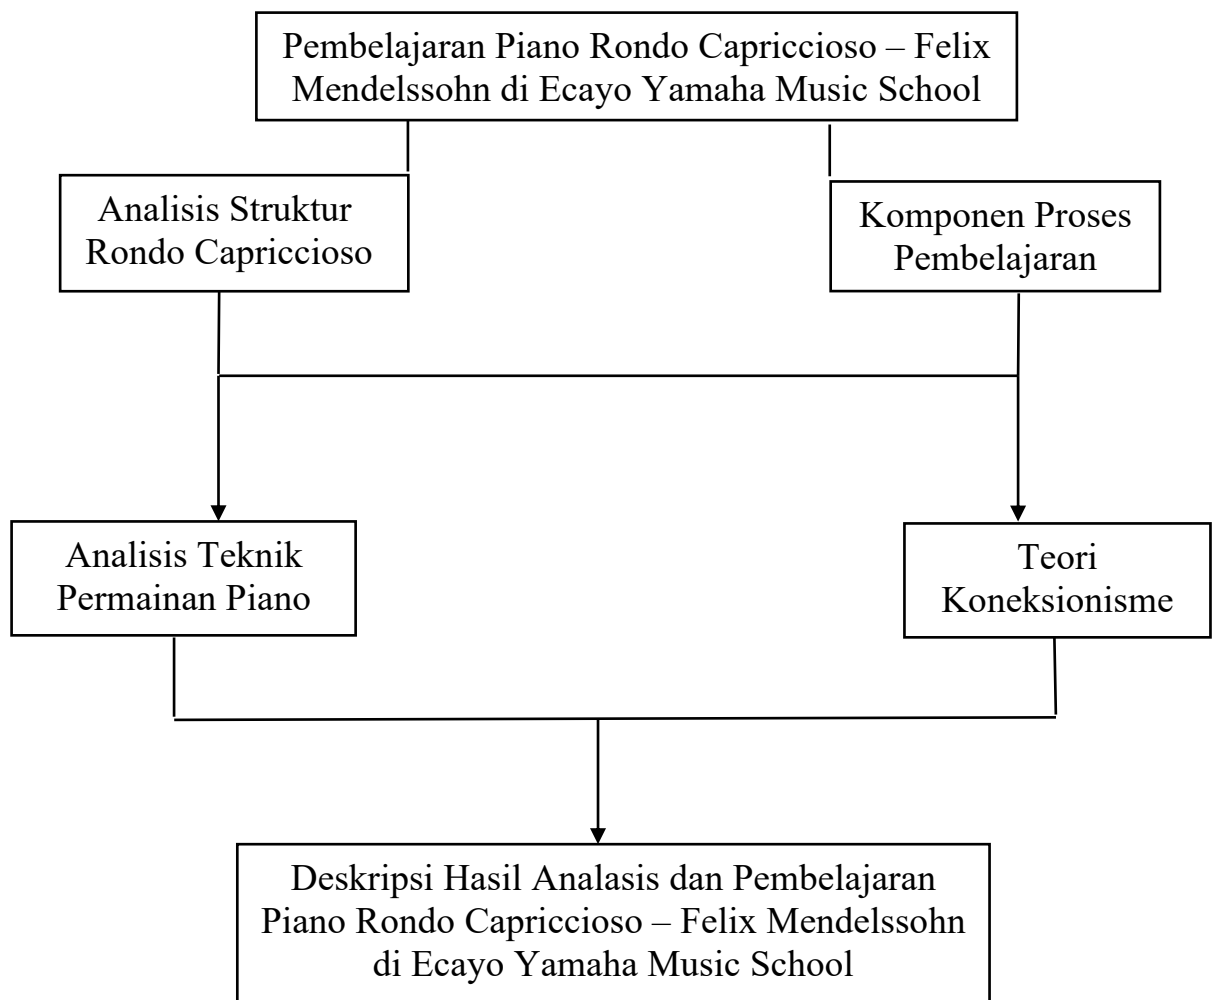 Pembelajaran Piano Rondo Capriccioso – Felix
Mendelssohn di Ecayo Yamaha Music School
Analisis Struktur
Rondo Capriccioso
Komponen Proses
Pembelajaran
Analisis Teknik
Permainan Piano
Teori
Koneksionisme
Deskripsi Hasil Analasis dan Pembelajaran
Piano Rondo Capriccioso – Felix Mendelssohn
di Ecayo Yamaha Music School